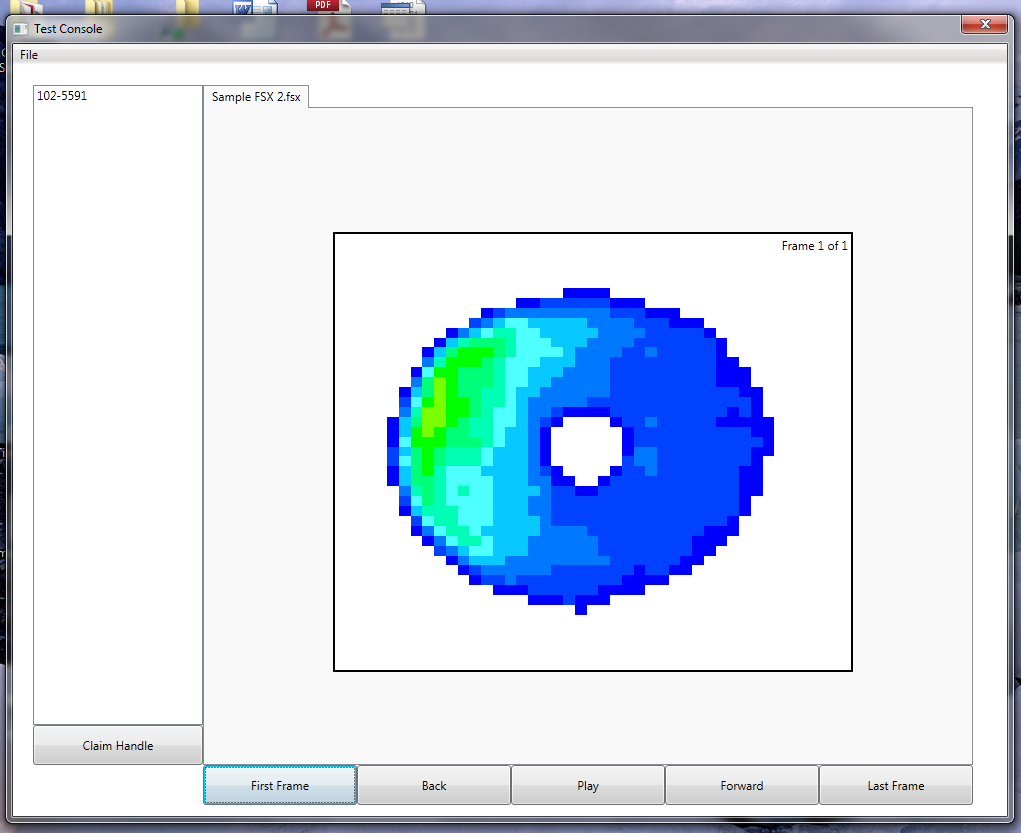 PDF
Test Console
File
102-5591
Sample FSX 2.fsx
Frame 1 of 1
Claim Handle
First Frame
Back
Play
Forward
Last Frame